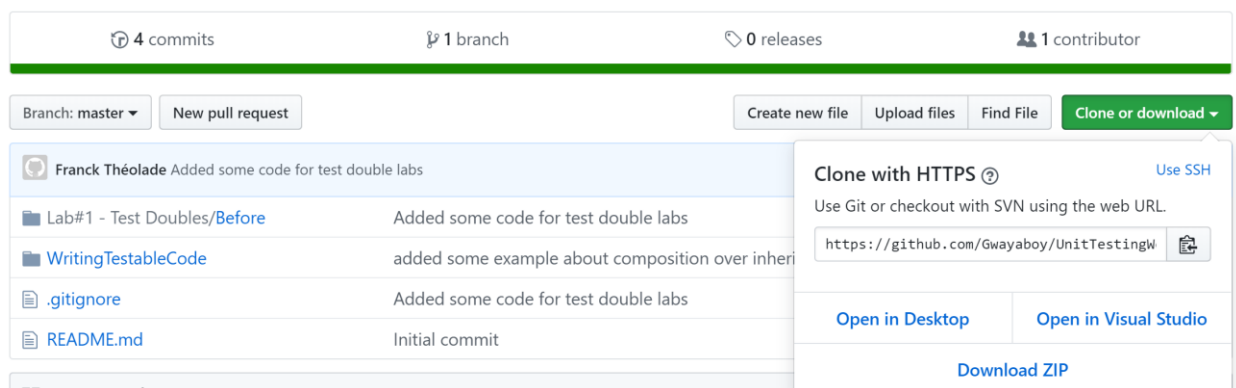 4 commits
1 branch
0 releases
1 contributor
Branch: master
New pull request
Create new file
Upload files
Find File
Clone or download
Franck Théolade Added some code for test double labs
Lab#1 - Test Doubles/Before
Added some code for test double labs
WritingTestableCode
added some example about composition over inheri
.gitignore
Added some code for test double labs
README.md
Initial commit
Clone with HTTPS
Use SSH
Use Git or checkout with SVN using the web URL.
https://github.com/Gwayaboy/UnitTestingW
Open in Desktop
Open in Visual Studio
Download ZIP